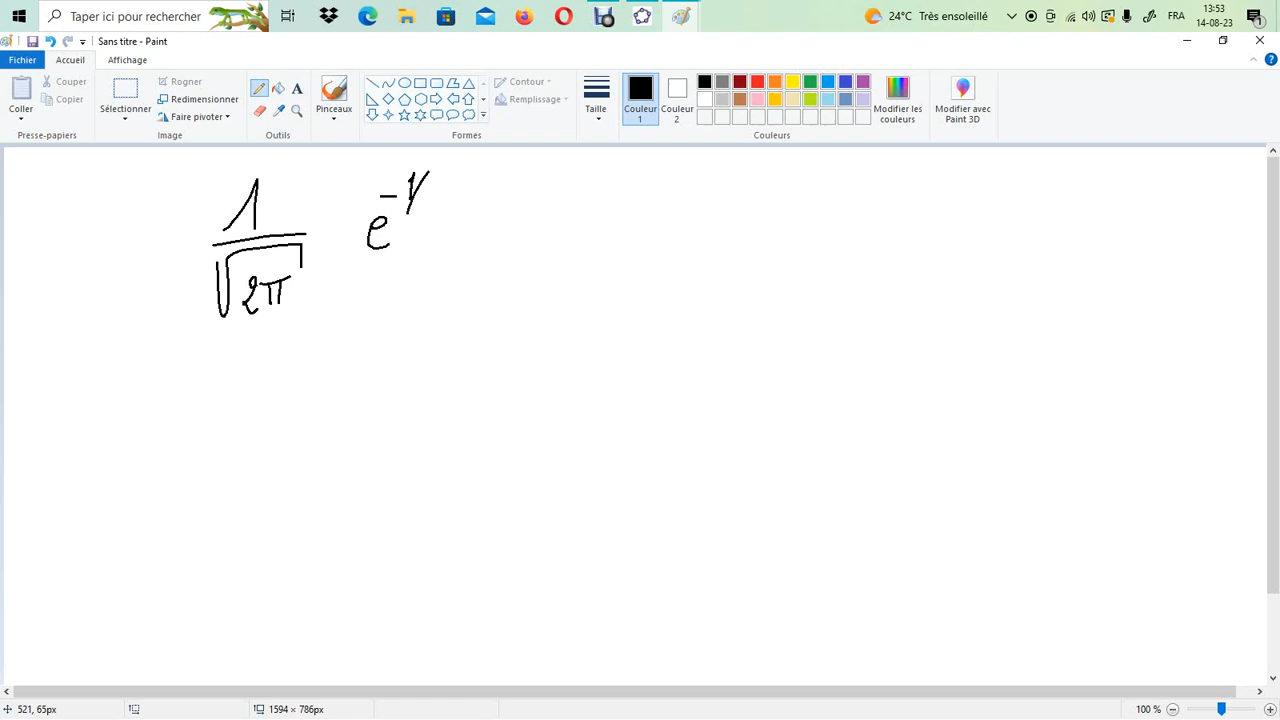 Taper ici pour rechercher
24°C Très ensoleillé
FRA
13:53
14-08-23
1
Sans titre - Paint
Fichier Accueil Affichage
Coller
Couper
Copier
Presse-papiers
Sélectionner
Rogner
Redimensionner
Faire pivoter
Image
A
Outils
Pinceaux
Contour
Remplissage
Formes
Taille
Couleur 1
Couleur 2
Couleurs
Modifier les couleurs
Modifier avec Paint 3D
1
√2π
e
-1/
521, 65px
1594 × 786px
100 %